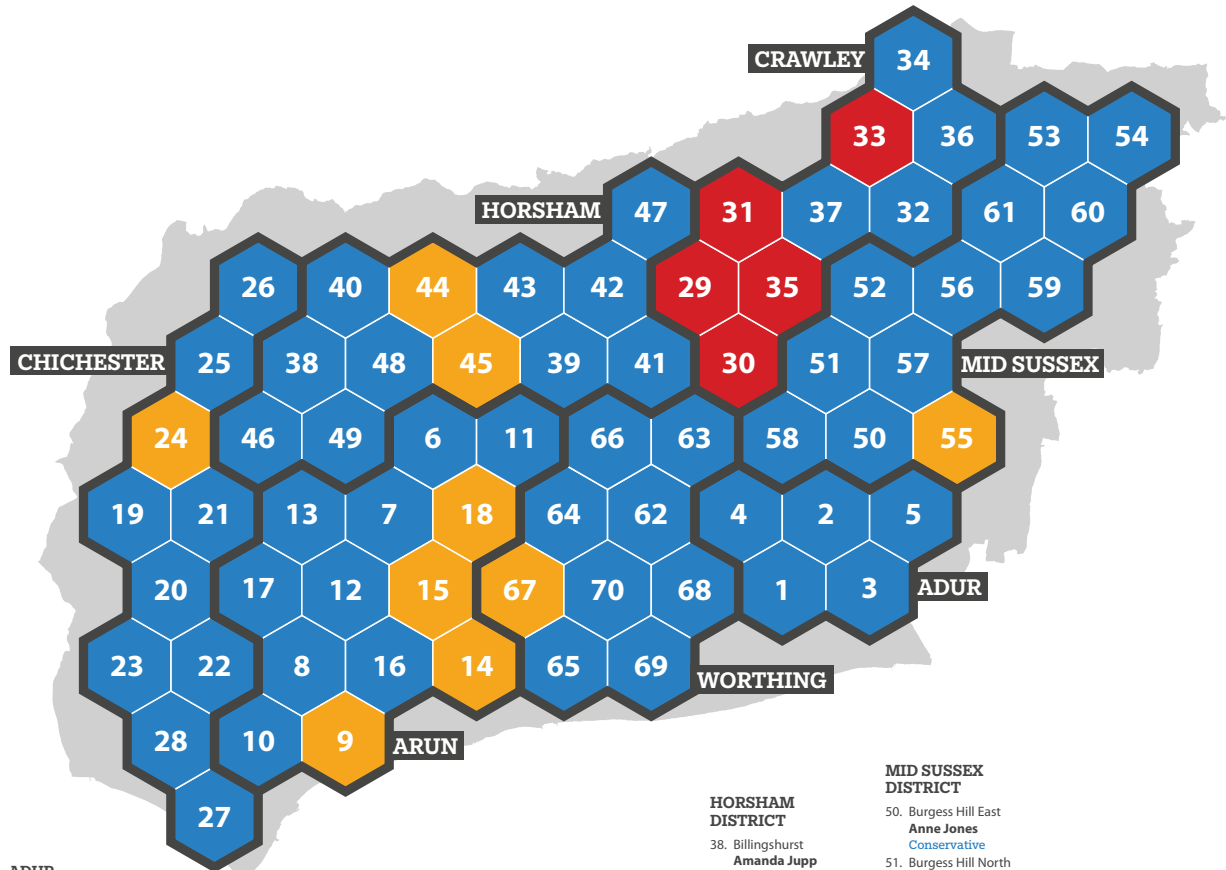 34
CRAWLEY
33 36 53 54
HORSHAM 47 31 37 32 61 60
26 40 44 43 42 29 35 52 56 59
CHICHESTER 25 38 48 45 39 41 30 51 57 MID SUSSEX
24 46 49 6 11 66 63 58 50 55
19 21 13 7 18 64 62 4 2 5
20 17 12 15 67 70 68 1 3 ADUR
23 22 8 16 14 65 69 WORTHING
28 10 9 ARUN
27
HORSHAM
DISTRICT
38. Billingshurst
Amanda Jupp
MID SUSSEX
DISTRICT
50. Burgess Hill East
Anne Jones
Conservative
51. Burgess Hill North